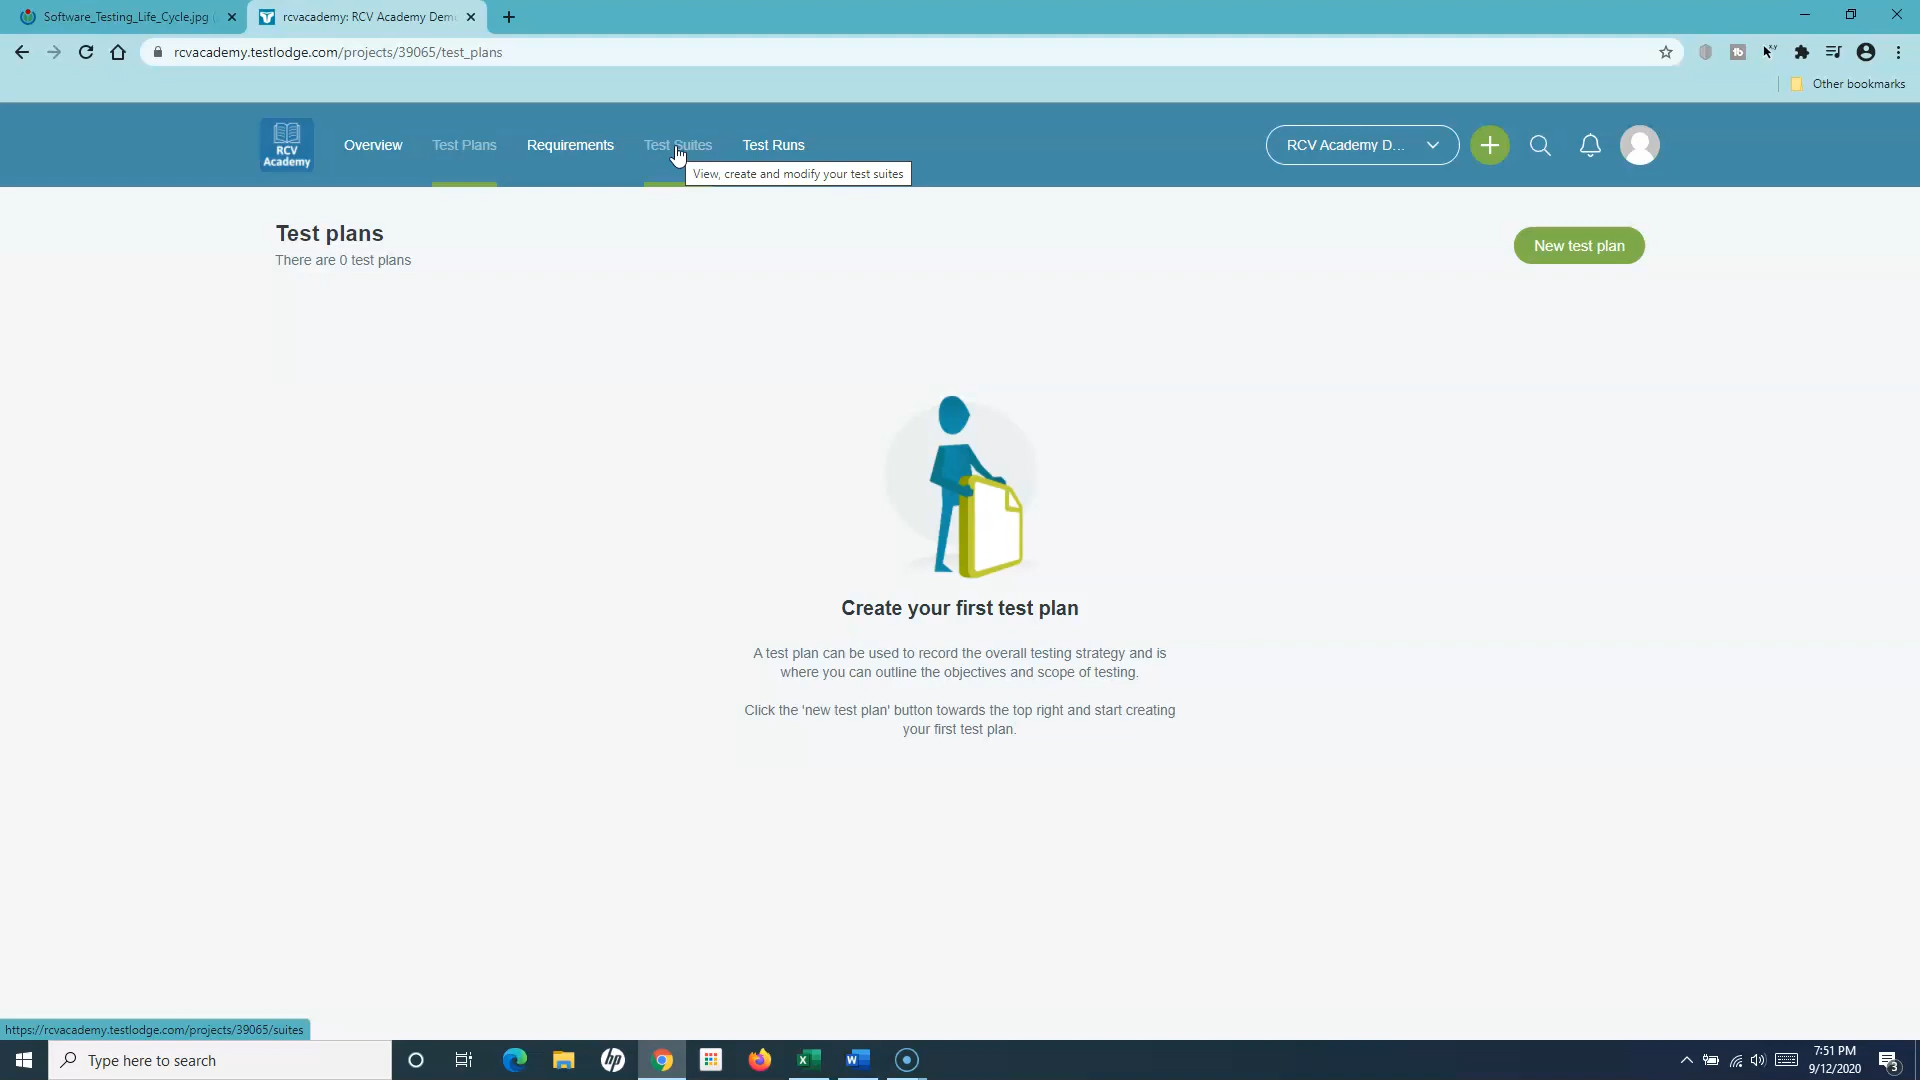 Software_Testing_Life_Cycle.jpg
rcvacademy: RCV Academy Dem
rcvacademy.testlodge.com/projects/39065/test_plans
Other bookmarks
RCV
Academy
Overview
Test Plans
Requirements
Test Suites
Test Runs
RCV Academy D...
View, create and modify your test suites
Test plans
There are 0 test plans
New test plan
Create your first test plan
A test plan can be used to record the overall testing strategy and is
where you can outline the objectives and scope of testing.
Click the 'new test plan' button towards the top right and start creating
your first test plan.
https://rcvacademy.testlodge.com/projects/39065/suites
Type here to search
7:51 PM
9/12/2020
3